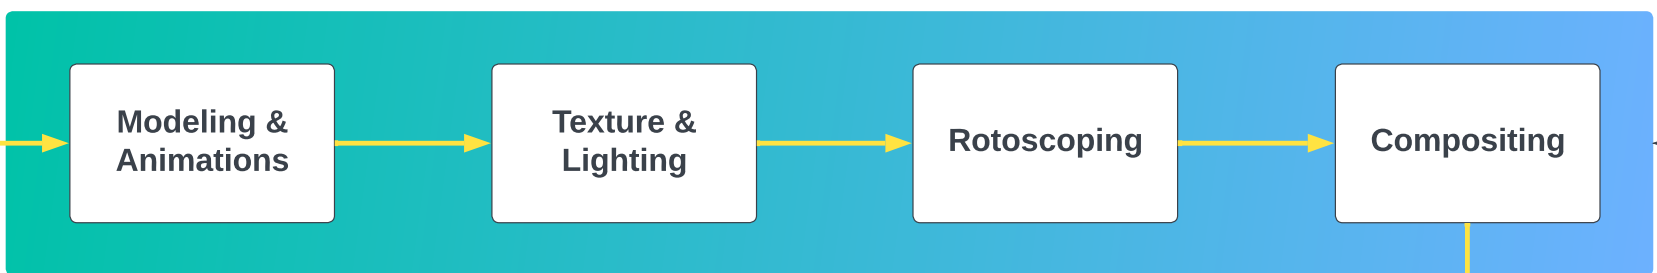 Modeling &
Animations
Texture &
Lighting
Rotoscoping
Compositing